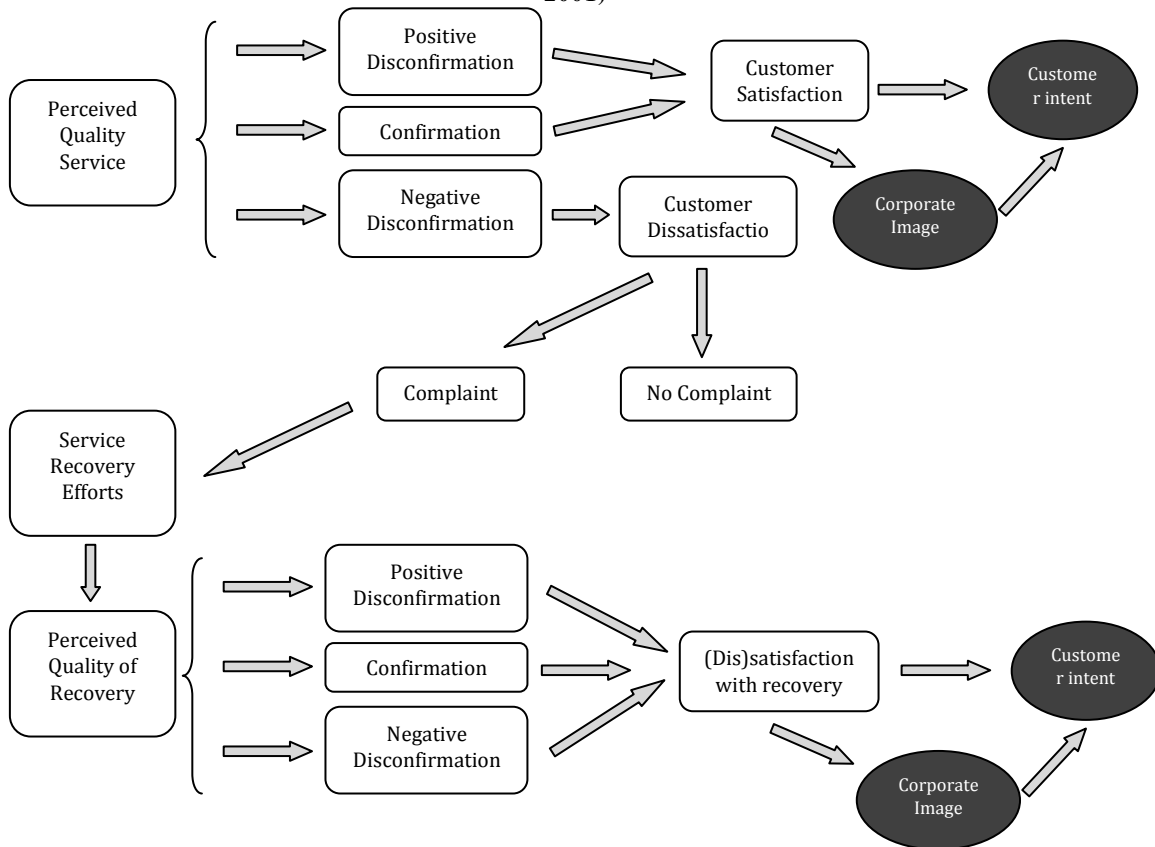 2001)
Positive
Disconfirmation
Customer
Satisfaction
Custome
r intent
Perceived
Quality
Service
Confirmation
Negative
Disconfirmation
Customer
Dissatisfactio
Corporate
Image
Complaint
No Complaint
Service
Recovery
Efforts
Positive
Disconfirmation
Perceived
Quality of
Recovery
Confirmation
(Dis)satisfaction
with recovery
Custome
r intent
Negative
Disconfirmation
Corporate
Image